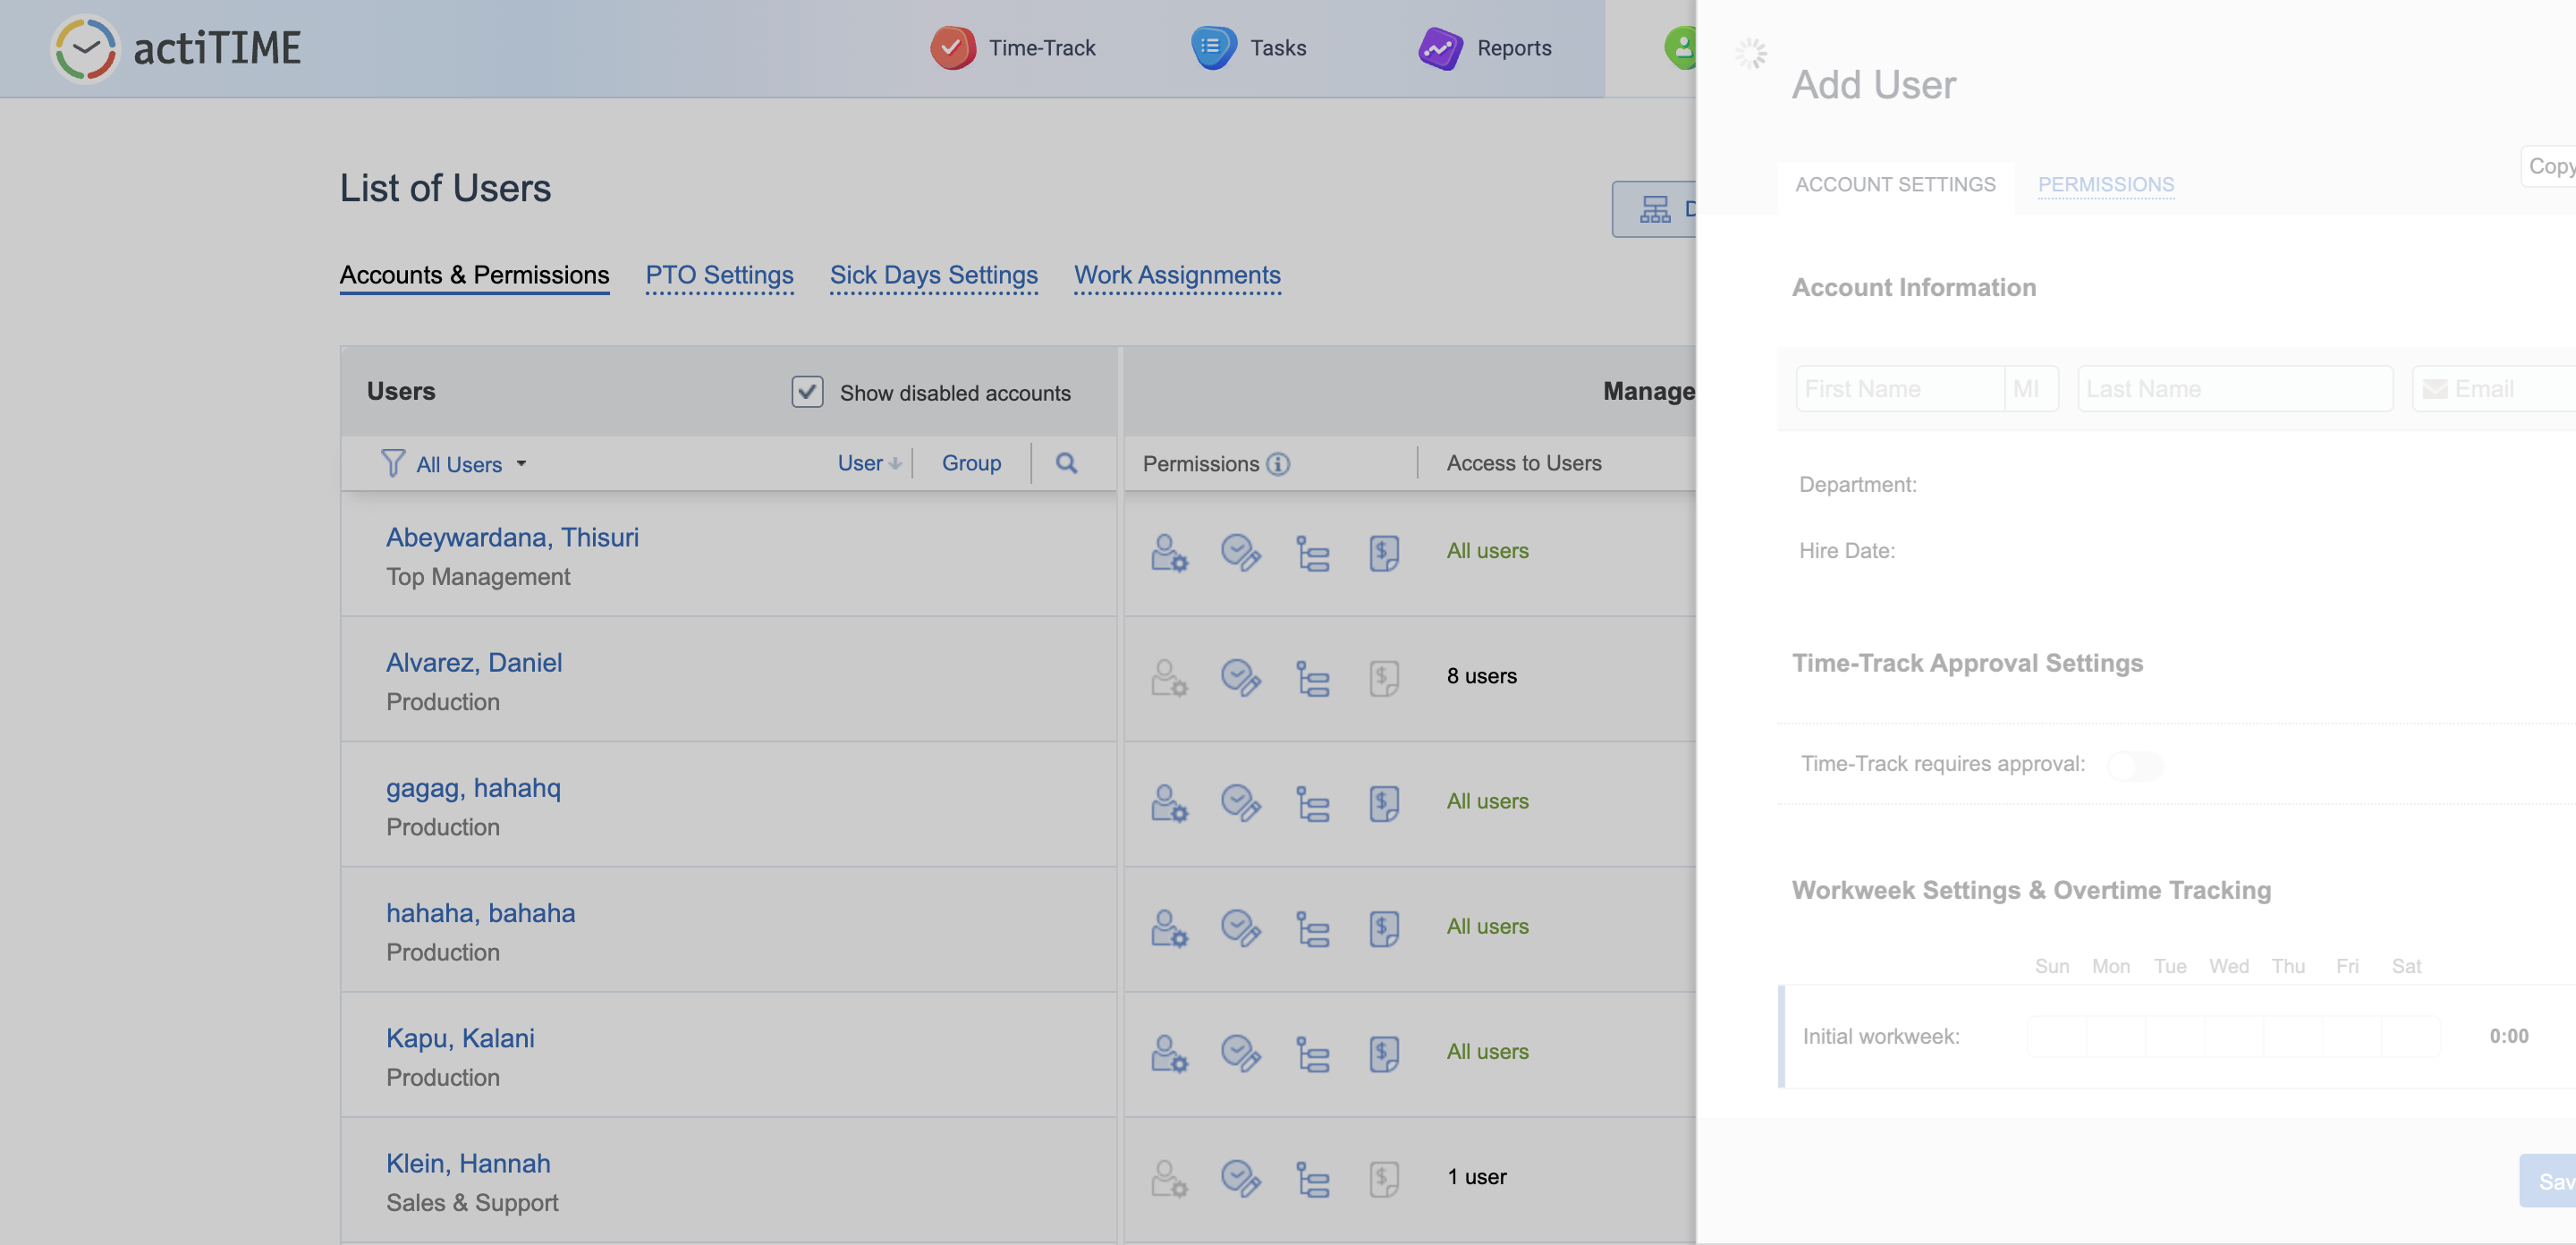 actiTIME
Time-Track
Tasks
Reports
Add User
List of Users
ACCOUNT SETTINGS
PERMISSIONS
Accounts & Permissions
PTO Settings
Sick Days Settings
Work Assignments
Account Information
Users
Show disabled accounts
First Name
MI
Last Name
Email
All Users
User
Group
Permissions
Access to Users
Department:
Hire Date:
Abeywardana, Thisuri
Top Management
All users
Alvarez, Daniel
Production
8 users
Time-Track Approval Settings
Time-Track requires approval:
gagag, hahahq
Production
All users
hahaha, bahaha
Production
All users
Workweek Settings & Overtime Tracking
Sun Mon Tue Wed Thu Fri Sat
Initial workweek:
0:00
Kapu, Kalani
Production
All users
Klein, Hannah
Sales & Support
1 user